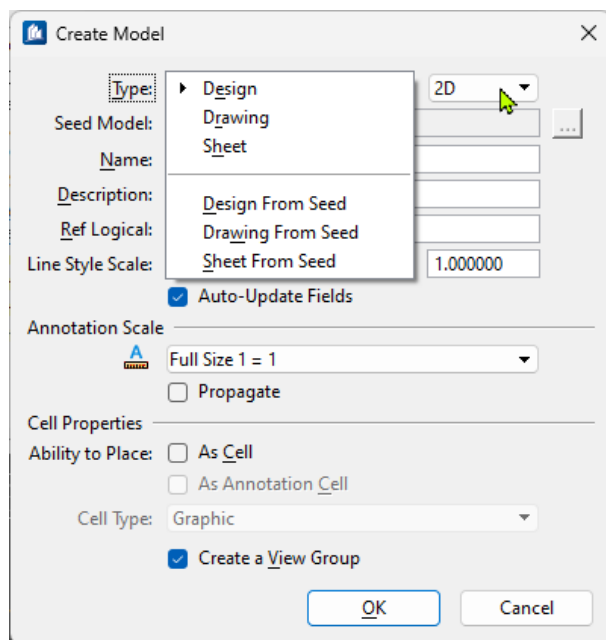 Create Model
Type:
Design
2D
Drawing
Sheet
Design From Seed
Drawing From Seed
Sheet From Seed
Seed Model:
...
Name:
Description:
Ref Logical:
Line Style Scale:
1.000000
Auto-Update Fields
Annotation Scale
A
Full Size 1 = 1
Propagate
Cell Properties
Ability to Place:
As Cell
As Annotation Cell
Cell Type:
Graphic
Create a View Group
OK
Cancel